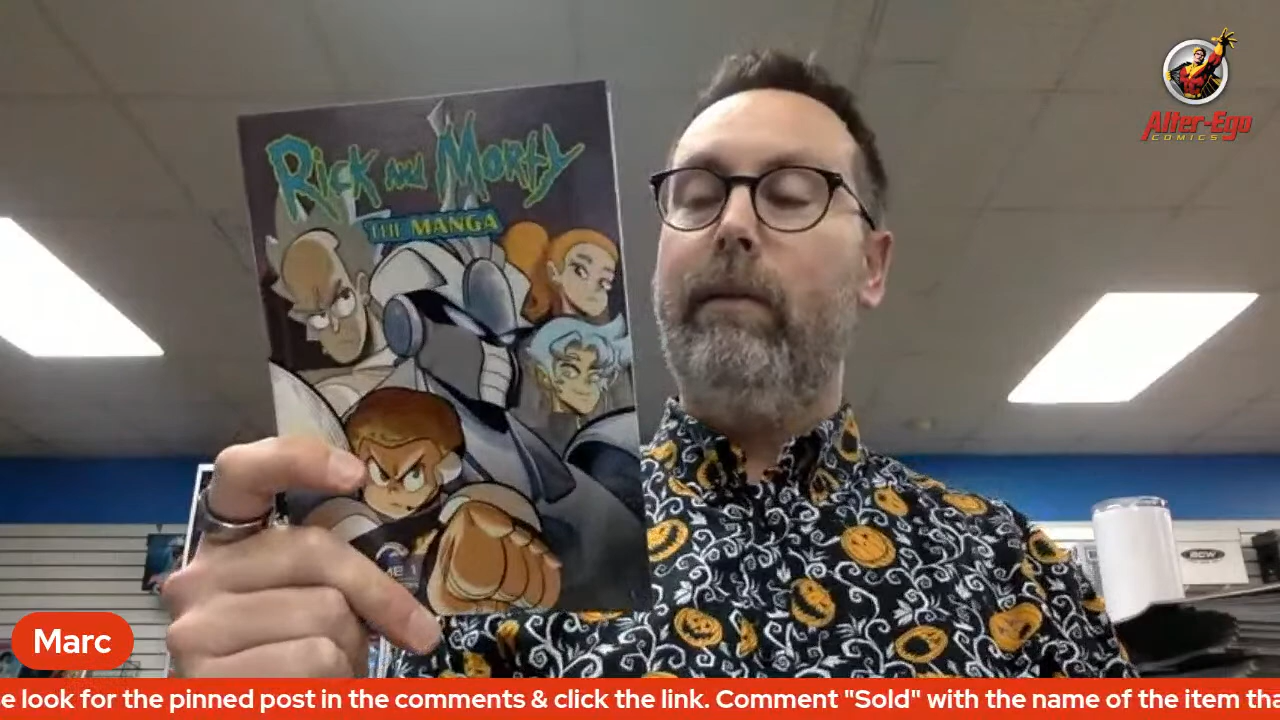 Alter-Ego
COMICS
RICK AND MORTY
THE MANGA
BCW
Marc
e look for the pinned post in the comments & click the link. Comment "Sold" with the name of the item tha